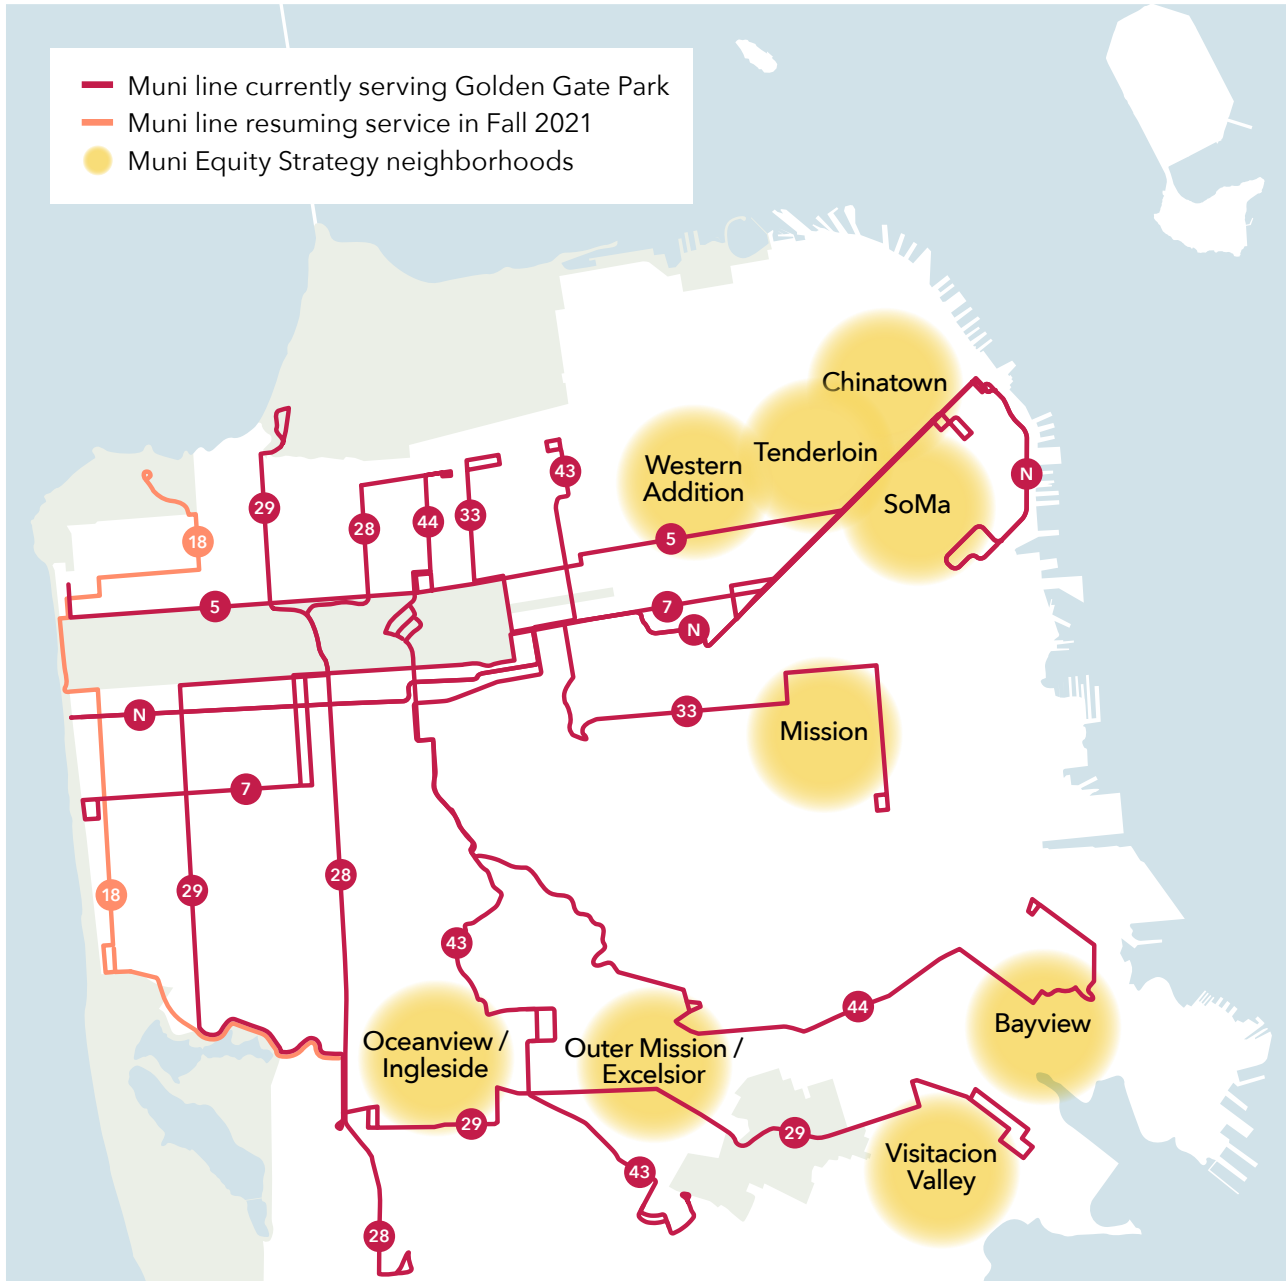 Muni line currently serving Golden Gate Park
Muni line resuming service in Fall 2021
Muni Equity Strategy neighborhoods
Chinatown
Tenderloin
Western
Addition
SoMa
43
N
29
28
44
33
18
5
5
7
N
N
33
Mission
7
28
29
18
43
44
Bayview
Oceanview /
Ingleside
Outer Mission /
Excelsior
29
29
Visitacion
Valley
43
28